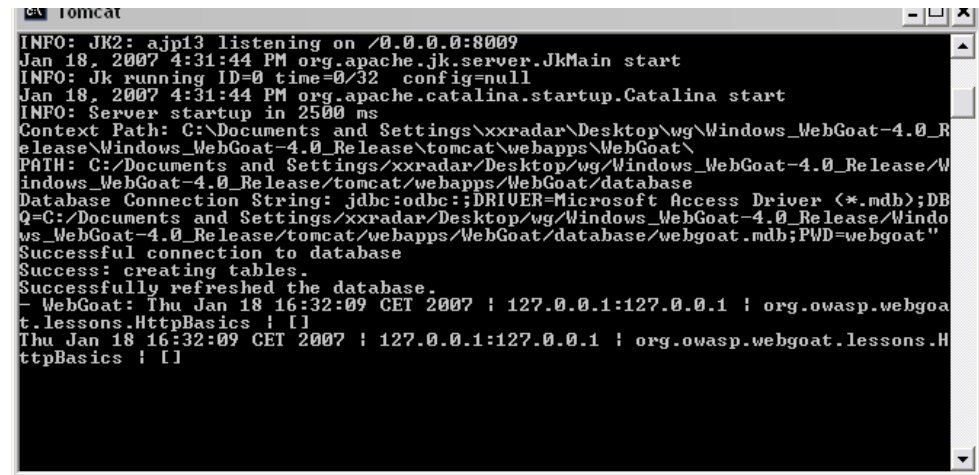 Tomcat
INFO: JK2: ajp13 listening on /0.0.0.0:8009
Jan 18, 2007 4:31:44 PM org.apache.jk.server.JkMain start
INFO: Jk running ID=0 time=0/32  config=null
Jan 18, 2007 4:31:44 PM org.apache.catalina.startup.Catalina start
INFO: Server startup in 2500 ms
Context Path: C:\Documents and Settings\xxradar\Desktop\wg\Windows_WebGoat-4.0_R
elease\Windows_WebGoat-4.0_Release\tomcat\webapps\WebGoat\
PATH: C:/Documents and Settings/xxradar/Desktop/wg/Windows_WebGoat-4.0_Release/W
indows_WebGoat-4.0_Release/tomcat/webapps/WebGoat/database
Database Connection String: jdbc:odbc:;DRIVER=Microsoft Access Driver (*.mdb);DB
Q=C:/Documents and Settings/xxradar/Desktop/wg/Windows_WebGoat-4.0_Release/Windo
ws_WebGoat-4.0_Release/tomcat/webapps/WebGoat/database/webgoat.mdb;PWD=webgoat"
Successful connection to database
Success: creating tables.
Successfully refreshed the database.
- WebGoat: Thu Jan 18 16:32:09 CET 2007 | 127.0.0.1:127.0.0.1 | org.owasp.webgoa
t.lessons.HttpBasics | []
Thu Jan 18 16:32:09 CET 2007 | 127.0.0.1:127.0.0.1 | org.owasp.webgoat.lessons.H
ttpBasics | []